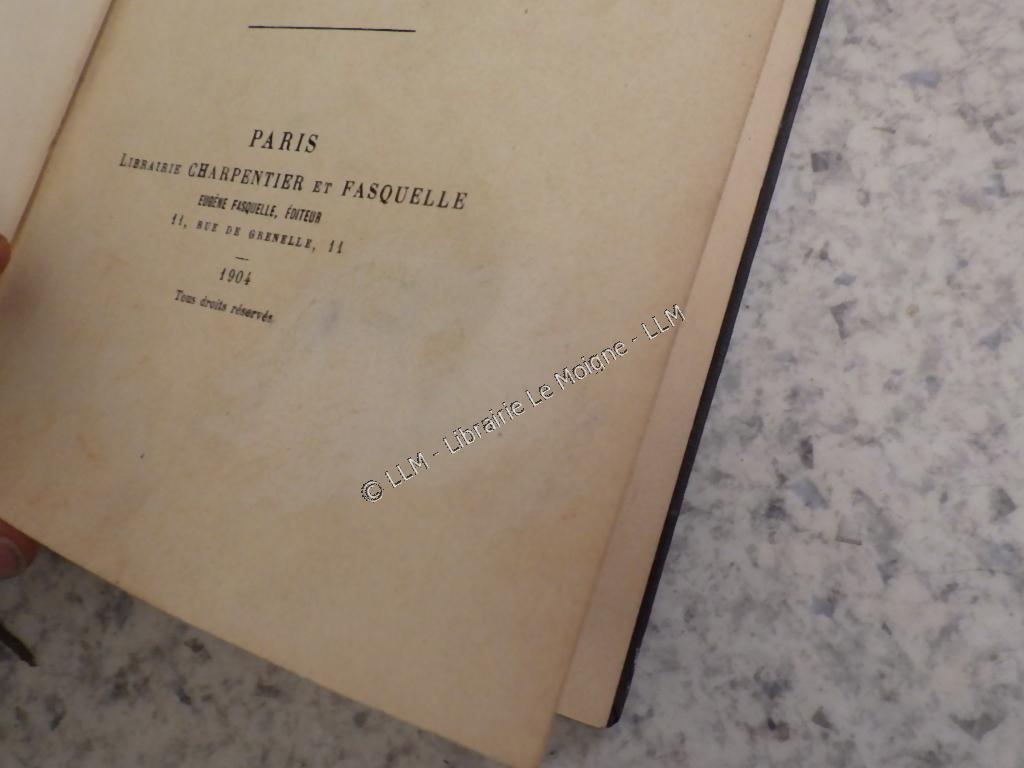 PARIS
LIBRAIRIE CHARPENTIER ET FASQUELLE
EUGÈNE FASQUELLE, ÉDITEUR
11, RUE DE GRENELLE, 11
1904
Tous droits réservés.
© LLM - Librairie Le Moigne - LLM